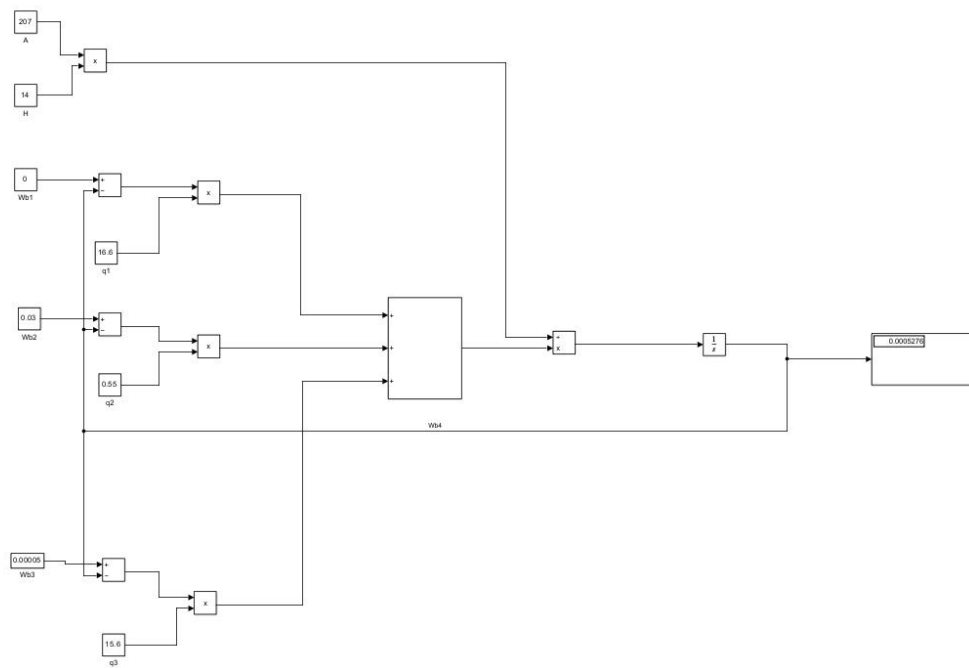 207
A
x
14
H
0
Wb1
+
−
x
16.6
q1
0.03
Wb2
+
−
x
0.55
q2
+
+
+
÷
x
1
s
0.0005276
Wb4
0.00005
Wb3
+
−
x
15.6
q3